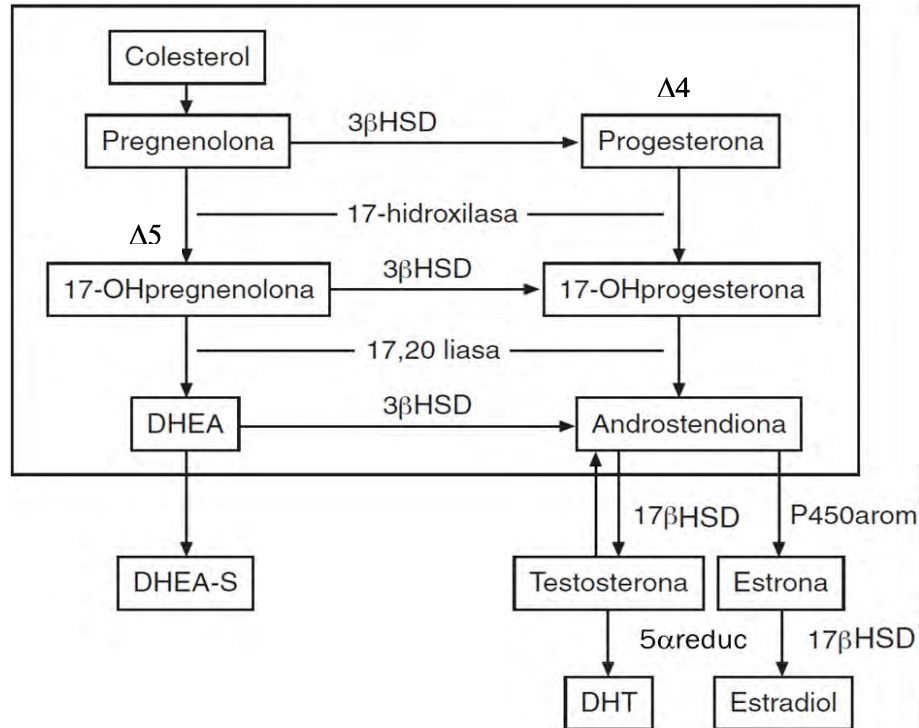 Colesterol
Δ4
3βHSD
Pregnenolona
Progesterona
17-hidroxilasa
Δ5
3βHSD
17-OHpregnenolona
17-OHprogesterona
17,20 liasa
3βHSD
DHEA
Androstendiona
17βHSD
P450arom
DHEA-S
Testosterona
Estrona
5αreduc
17βHSD
DHT
Estradiol